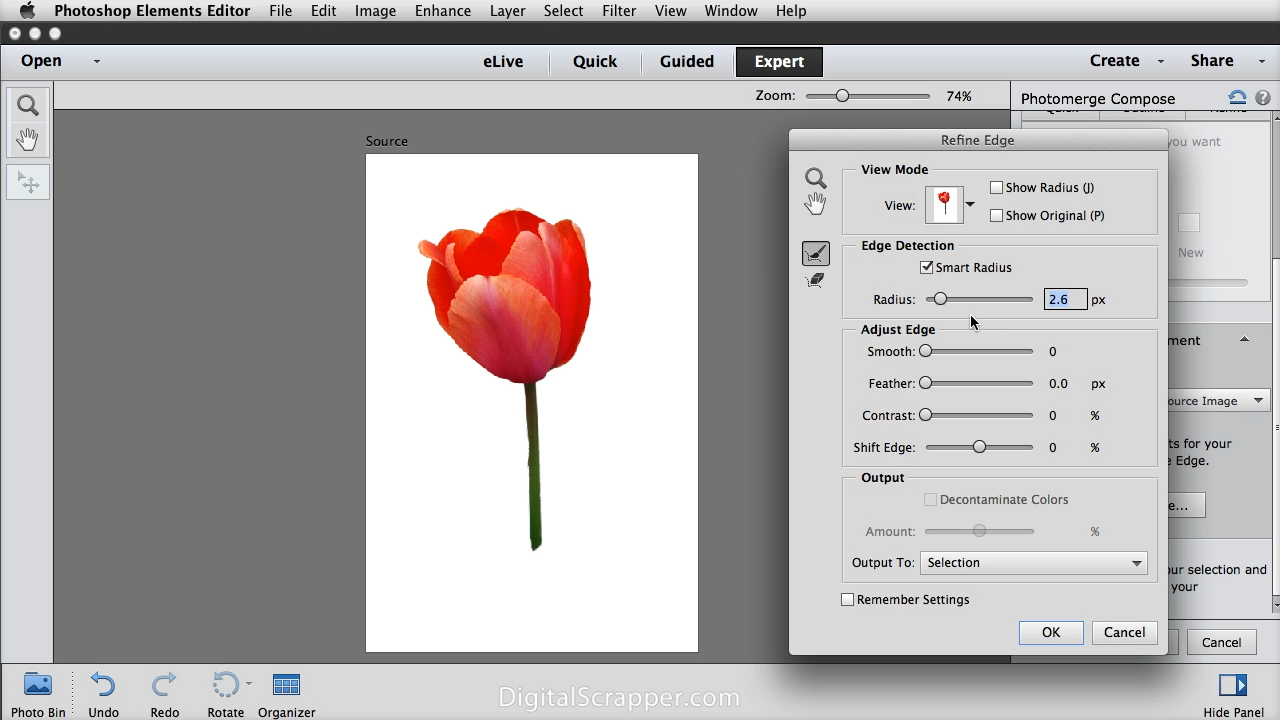 Photoshop Elements Editor File Edit Image Enhance Layer Select Filter View Window Help
Open eLive Quick Guided Expert Create Share
Zoom: 74%
Photomerge Compose
Source
Refine Edge
you want
View Mode
View:
Show Radius (J)
Show Original (P)
New
Edge Detection
Smart Radius
Radius: 2.6 px
Adjust Edge
ment
Smooth: 0
Feather: 0.0 px
ource Image
Contrast: 0 %
Shift Edge: 0 %
ts for your
e Edge.
Output
Decontaminate Colors
e...
Amount: %
Output To: Selection
ur selection and
your
Remember Settings
OK Cancel
Cancel
DigitalScrapper.com
Photo Bin Undo Redo Rotate Organizer Hide Panel